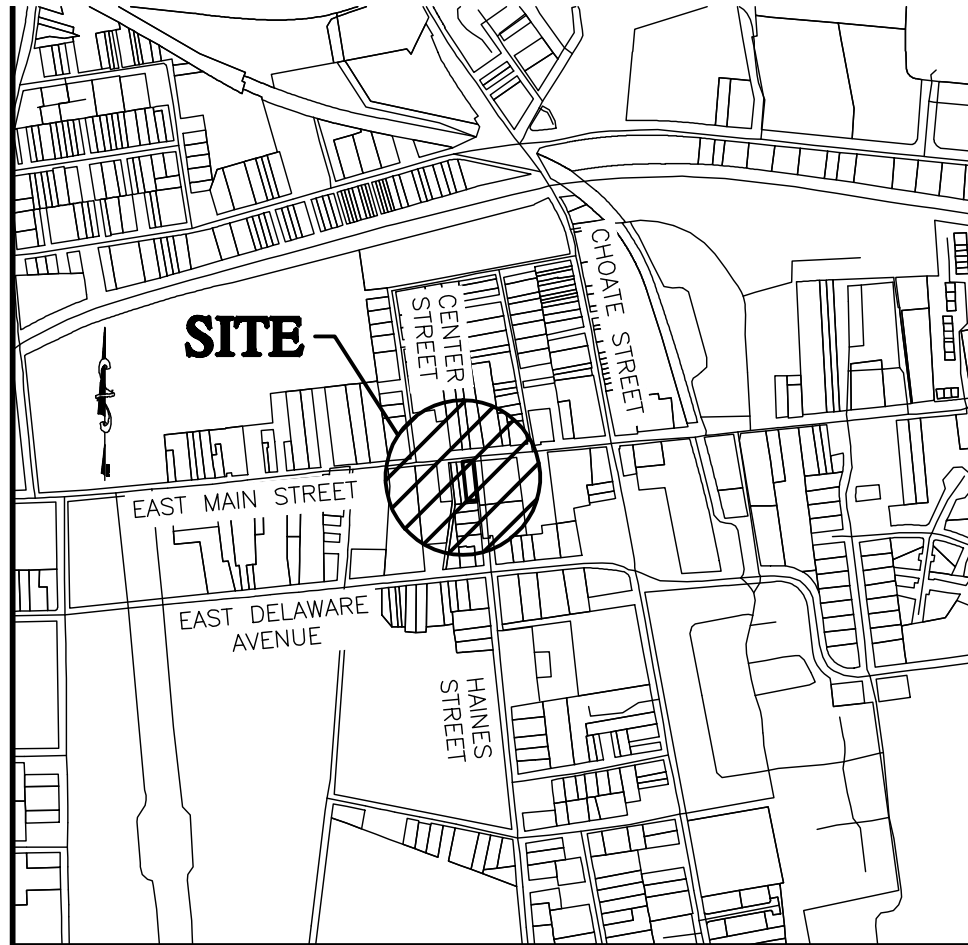 CHOATE STREET
CENTER
STREET
SITE
EAST MAIN STREET
EAST DELAWARE
AVENUE
HAINES
STREET